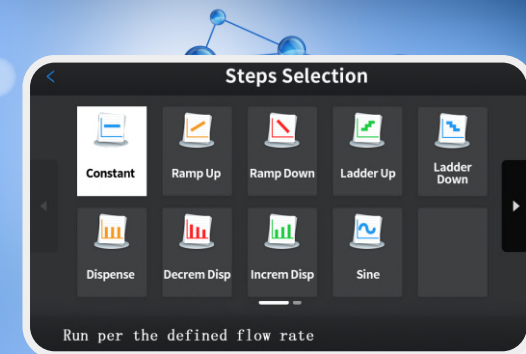 Steps Selection
Constant
Ramp Up
Ramp Down
Ladder Up
Ladder
Down
Dispense
Decrem Disp
Increm Disp
Sine
Run per the defined flow rate